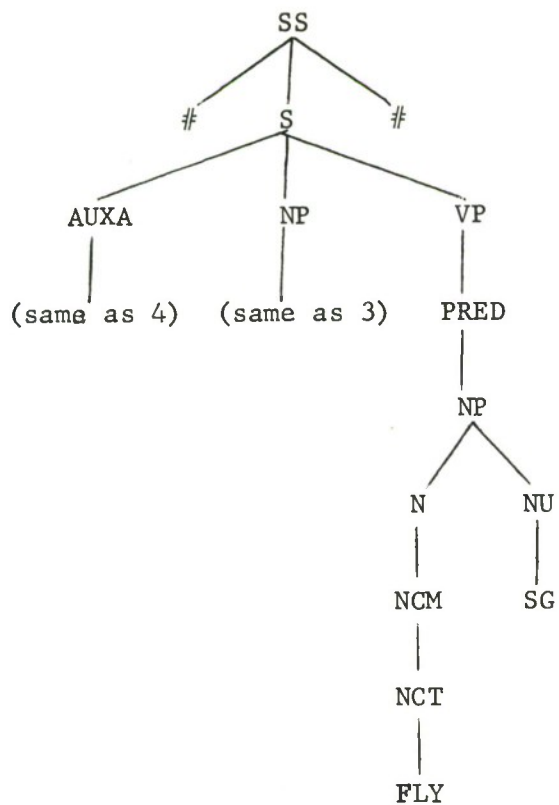 SS
# S #
AUXA NP VP
(same as 4) (same as 3) PRED
NP
N NU
NCM SG
NCT
FLY